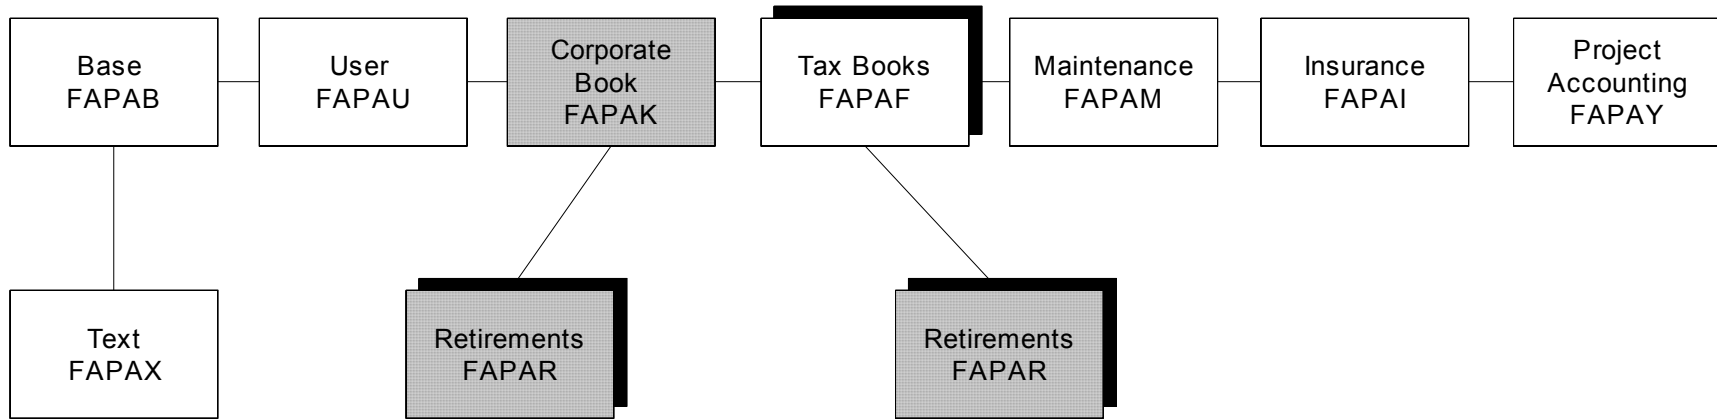 Base
FAPAB
User
FAPAU
Corporate
Book
FAPAK
Tax Books
FAPAF
Maintenance
FAPAM
Insurance
FAPAI
Project
Accounting
FAPAY
Text
FAPAX
Retirements
FAPAR
Retirements
FAPAR